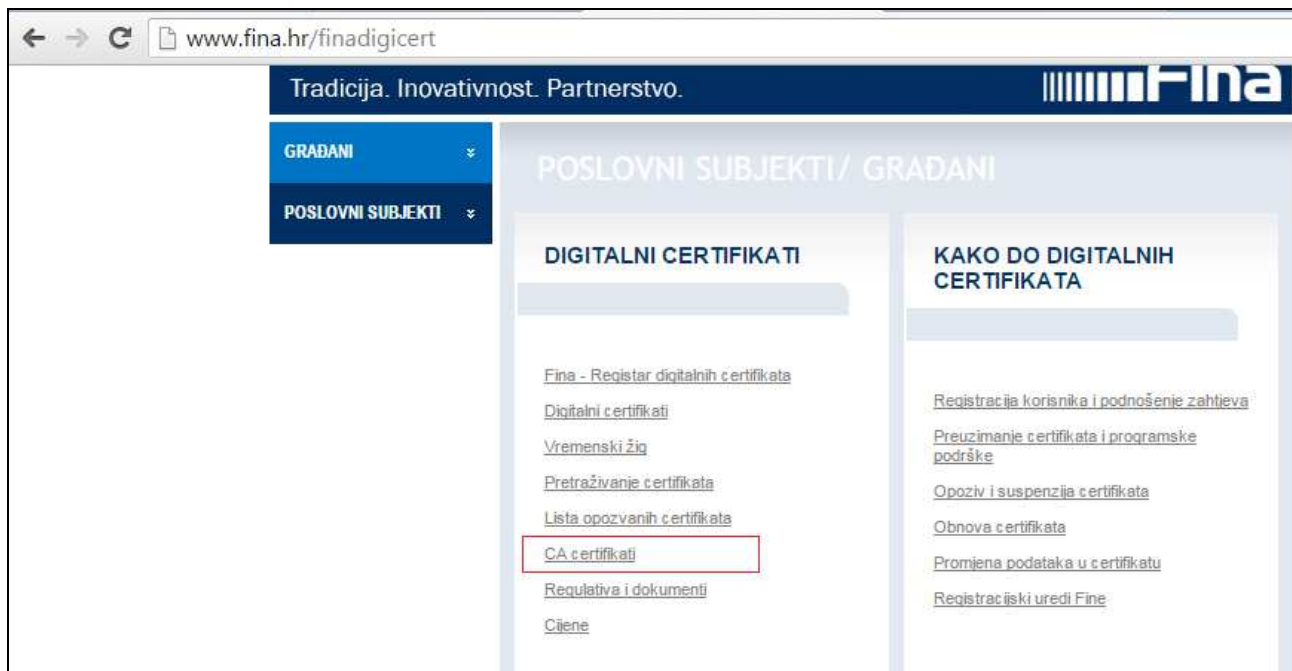 www.fina.hr/finadigicert
Tradicija. Inovativnost. Partnerstvo.
Fina
GRAĐANI
POSLOVNI SUBJEKTI
POSLOVNI SUBJEKTI/ GRAĐANI
DIGITALNI CERTIFIKATI
Fina - Registar digitalnih certifikata
Digitalni certifikati
Vremenski žig
Pretraživanje certifikata
Lista opozvanih certifikata
CA certifikati
Regulativa i dokumenti
Cijene
KAKO DO DIGITALNIH
CERTIFIKATA
Registracija korisnika i podnošenje zahtjeva
Preuzimanje certifikata i programske
podrške
Opoziv i suspenzija certifikata
Obnova certifikata
Promjena podataka u certifikatu
Registracijski uredi Fine